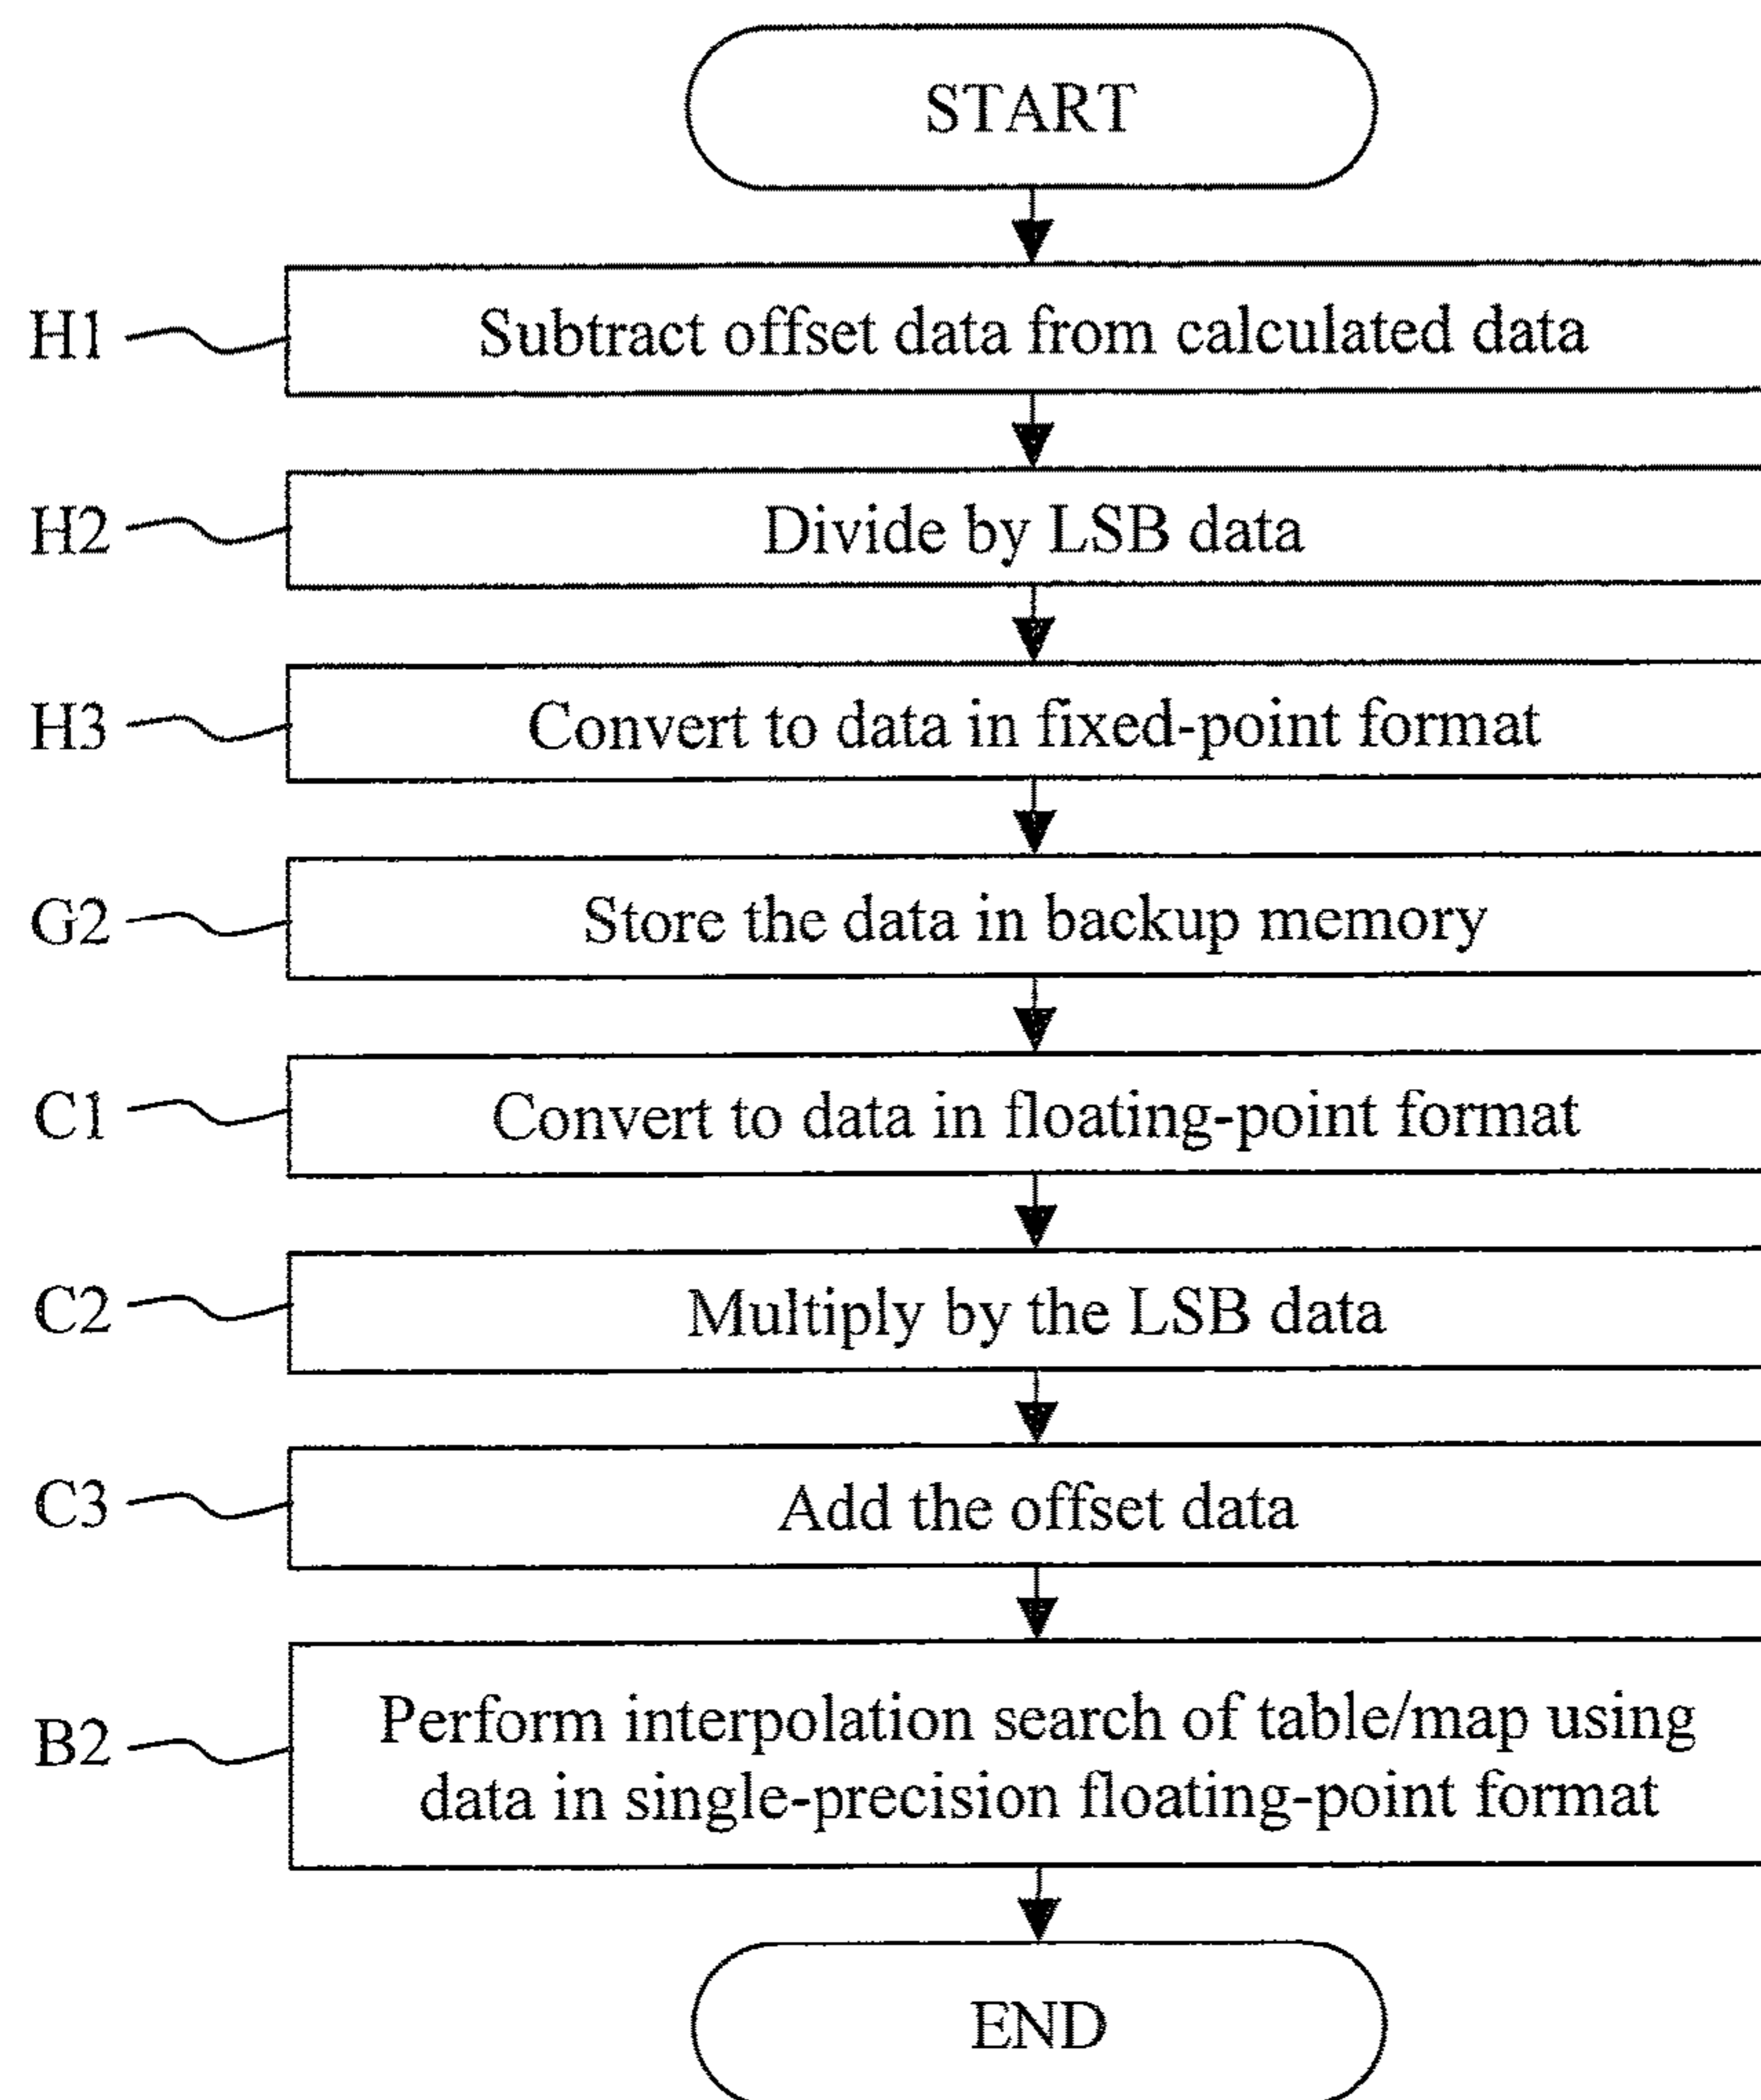 START
H1 Subtract offset data from calculated data
H2 Divide by LSB data
H3 Convert to data in fixed-point format
G2 Store the data in backup memory
C1 Convert to data in floating-point format
C2 Multiply by the LSB data
C3 Add the offset data
B2 Perform interpolation search of table/map using
data in single-precision floating-point format
END